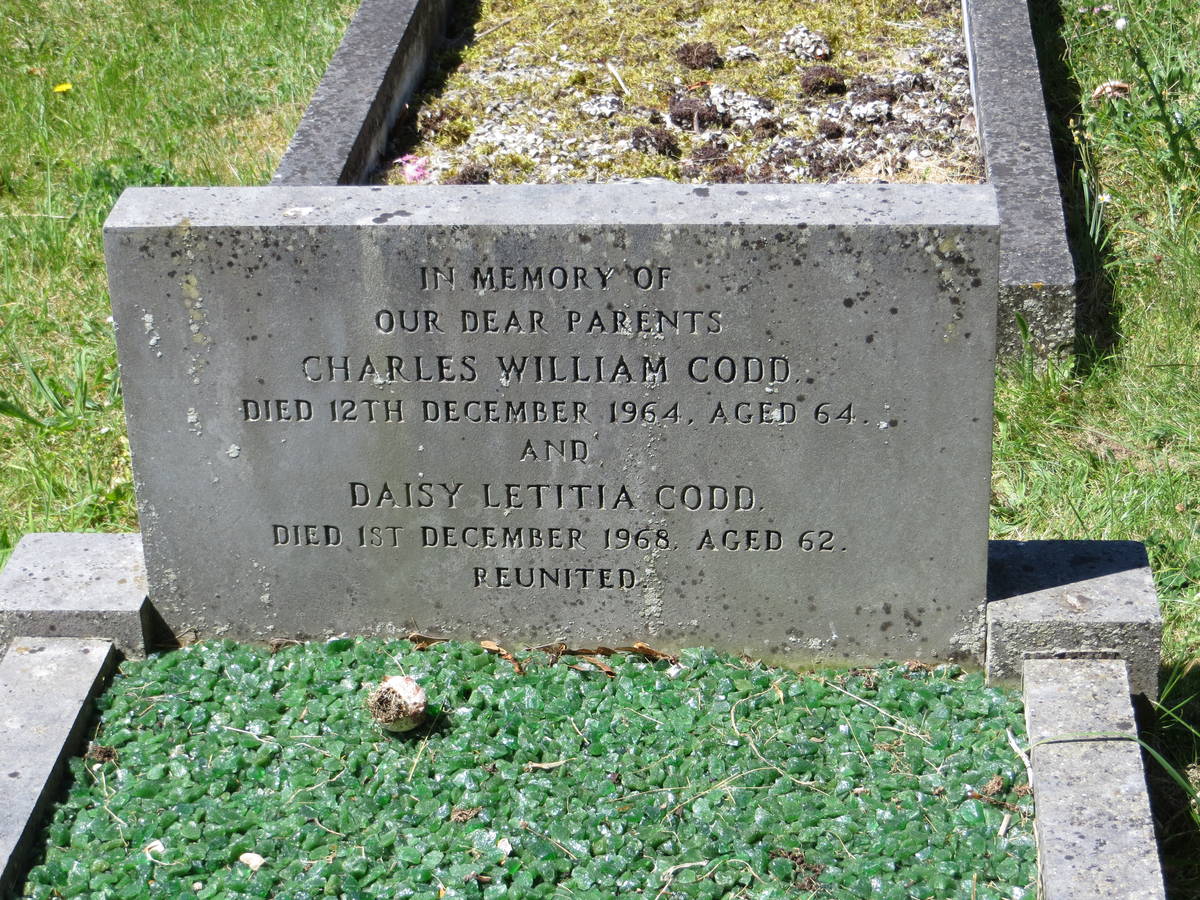 IN MEMORY OF
OUR DEAR PARENTS
CHARLES WILLIAM CODD.
DIED 12TH DECEMBER 1964, AGED 64.
AND
DAISY LETITIA CODD.
DIED 1ST DECEMBER 1968, AGED 62.
REUNITED.